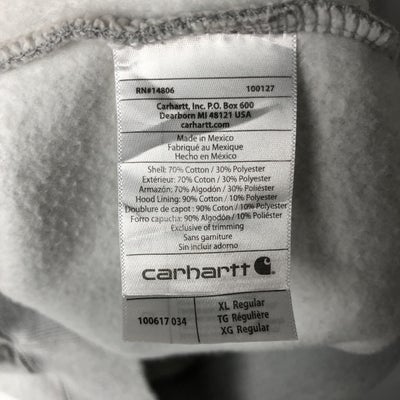 RN#14806 100127
Carhartt, Inc. P.O. Box 600
Dearborn MI 48121 USA
carhartt.com
Made in Mexico
Fabriqué au Mexique
Hecho en México
Shell: 70% Cotton / 30% Polyester
Extérieur: 70% Coton / 30% Polyester
Armazón: 70% Algodón / 30% Poliéster
Hood Lining: 90% Cotton / 10% Polyester
Doublure de capot : 90% Coton / 10% Polyester
Forro capucha: 90% Algodon / 10% Poliéster
Exclusive of trimming
Sans garniture
Sin incluir adorno
carhartt
100617 034
XL Regular
TG Régulière
XG Regular